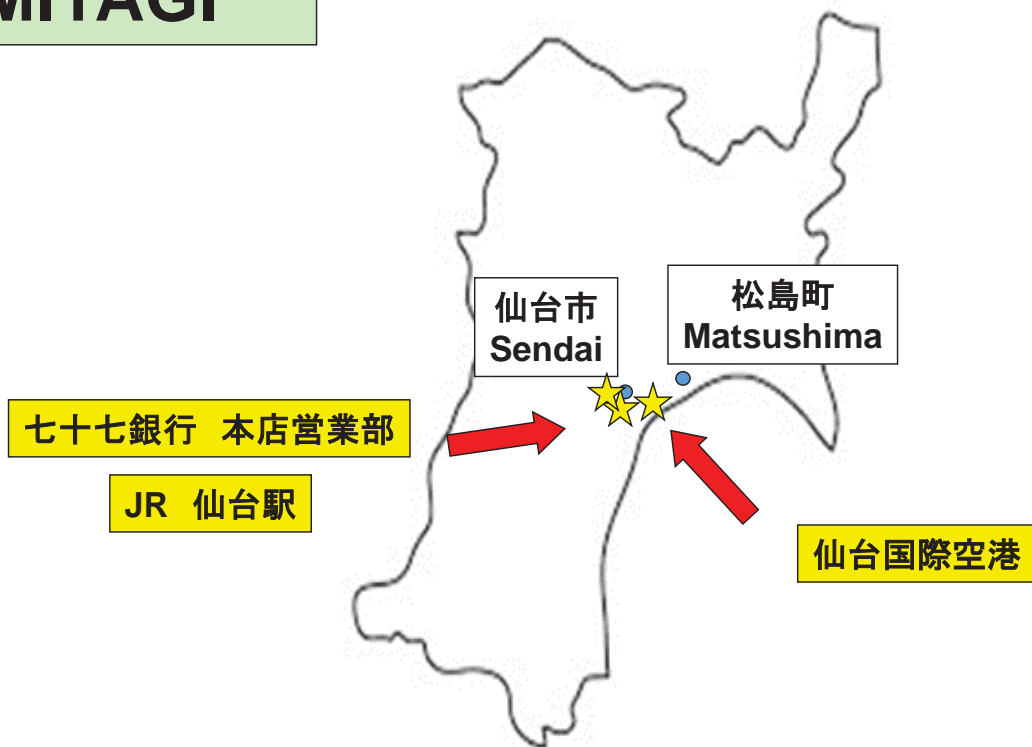 MIYAGI
仙台市
Sendai
松島町
Matsushima
七十七銀行 本店営業部
JR 仙台駅
仙台国際空港